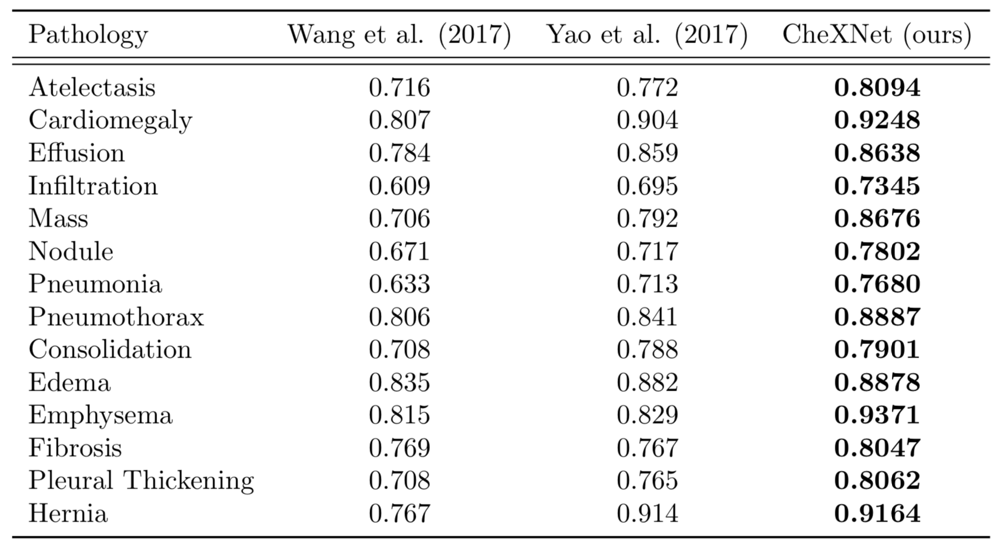 Pathology Wang et al. (2017) Yao et al. (2017) CheXNet (ours)
Atelectasis 0.716 0.772 0.8094
Cardiomegaly 0.807 0.904 0.9248
Effusion 0.784 0.859 0.8638
Infiltration 0.609 0.695 0.7345
Mass 0.706 0.792 0.8676
Nodule 0.671 0.717 0.7802
Pneumonia 0.633 0.713 0.7680
Pneumothorax 0.806 0.841 0.8887
Consolidation 0.708 0.788 0.7901
Edema 0.835 0.882 0.8878
Emphysema 0.815 0.829 0.9371
Fibrosis 0.769 0.767 0.8047
Pleural Thickening 0.708 0.765 0.8062
Hernia 0.767 0.914 0.9164